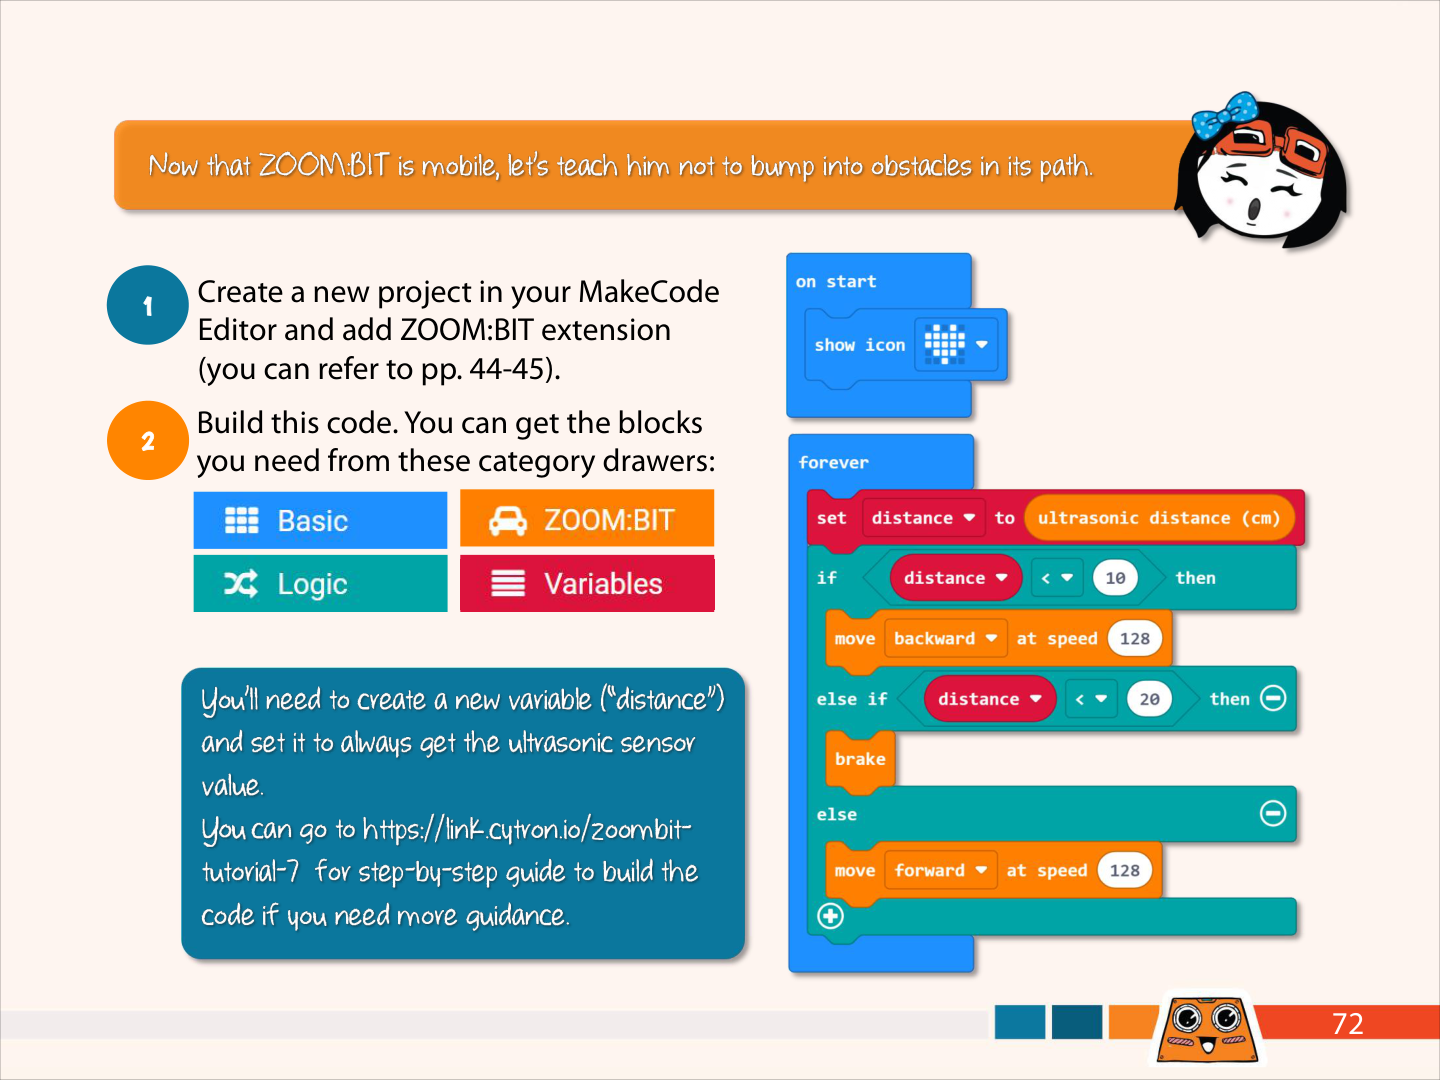 Now that ZOOM:BIT is mobile, let's teach him not to bump into obstacles in its path.
1
Create a new project in your MakeCode
Editor and add ZOOM:BIT extension
(you can refer to pp. 44-45).
2
Build this code. You can get the blocks
you need from these category drawers:
Basic
ZOOM:BIT
Logic
Variables
You'll need to create a new variable ("distance")
and set it to always get the ultrasonic sensor
value.
You can go to https://link.cytron.io/zoombit-
tutorial-7 for step-by-step guide to build the
code if you need more guidance.
on start
show icon
forever
set distance to ultrasonic distance (cm)
if distance < 10 then
move backward at speed 128
else if distance < 20 then
brake
else
move forward at speed 128
72